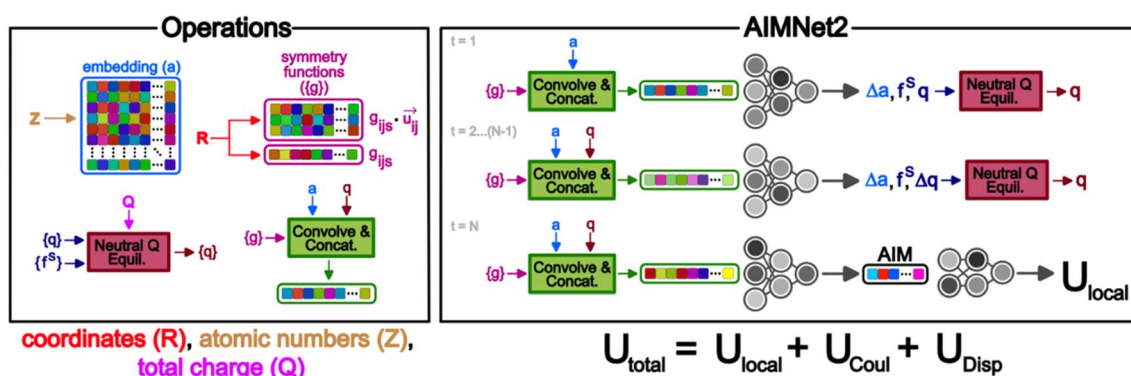 Operations
embedding (a)
Z
symmetry
functions
({g})
R
g_ijs · u_ij
g_ijs
Q
{q}
{f^S}
Neutral Q
Equil.
{q}
a q
{g}
Convolve &
Concat.
coordinates (R), atomic numbers (Z),
total charge (Q)
AIMNet2
t = 1
a
{g}
Convolve &
Concat.
Δa, f^S, q
Neutral Q
Equil.
q
t = 2...(N-1)
a q
{g}
Convolve &
Concat.
Δa, f^S, Δq
Neutral Q
Equil.
q
t = N
a q
{g}
Convolve &
Concat.
AIM
U_local
U_total = U_local + U_Coul + U_Disp